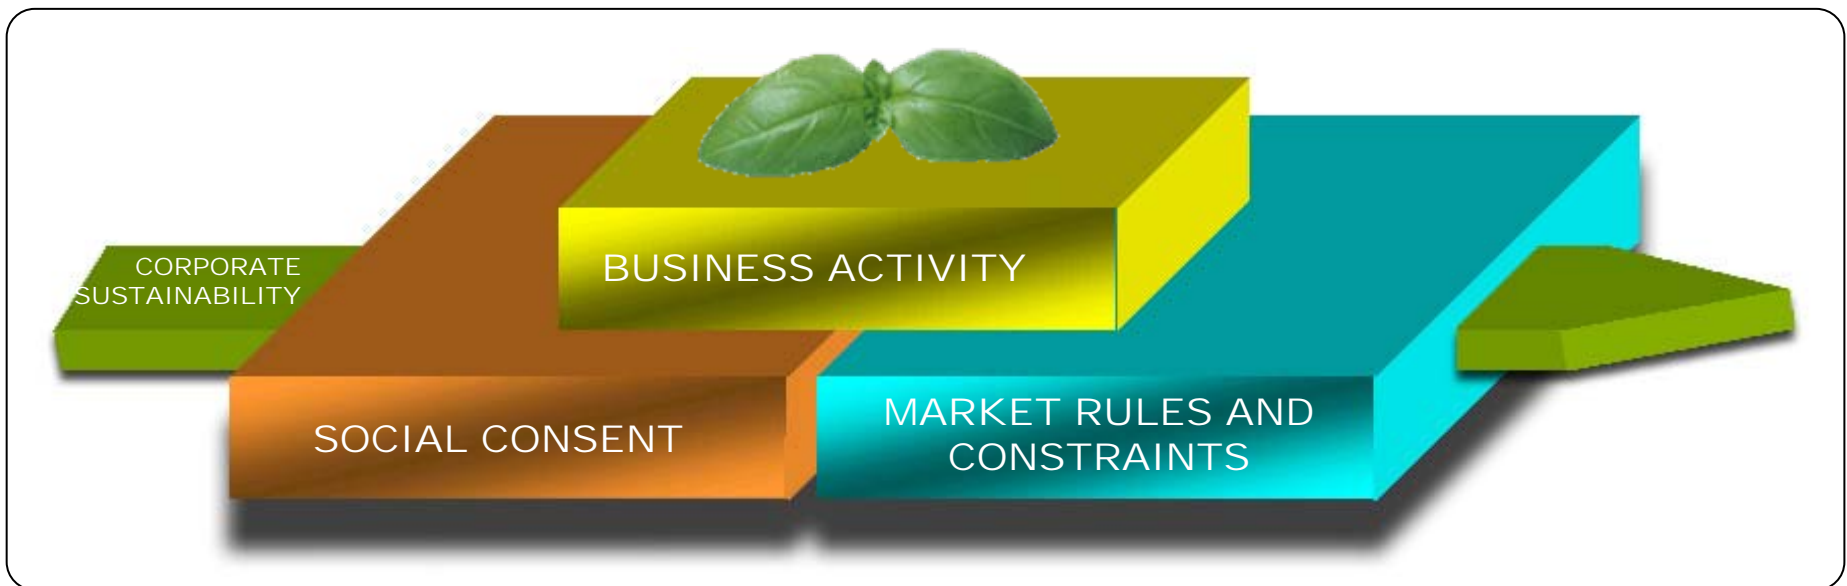 CORPORATE
SUSTAINABILITY
BUSINESS ACTIVITY
SOCIAL CONSENT
MARKET RULES AND
CONSTRAINTS